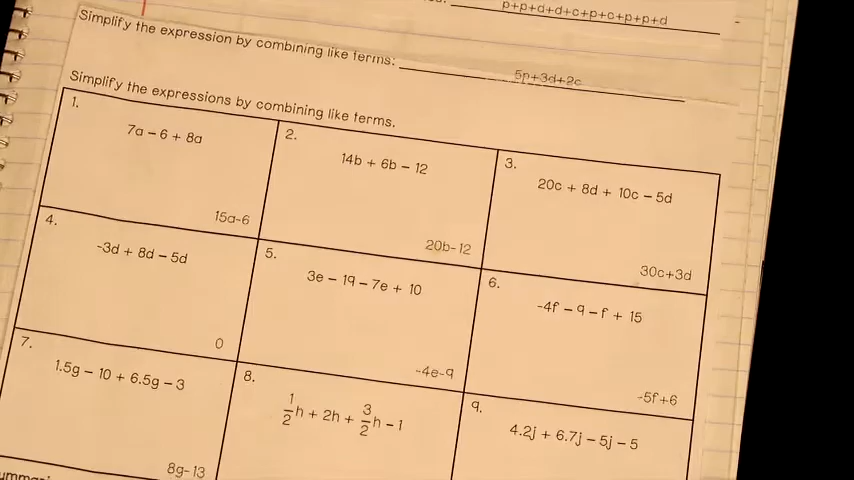 p+p+d+d+c+p+c+p+p+d
Simplify the expression by combining like terms: 5p+3d+2c
Simplify the expressions by combining like terms.
1.
7a – 6 + 8a
15a-6
2.
14b + 6b – 12
20b-12
3.
20c + 8d + 10c – 5d
30c+3d
4.
-3d + 8d – 5d
0
5.
3e – 19 – 7e + 10
-4e-9
6.
-4f – 9 – f + 15
-5f+6
7.
1.5g – 10 + 6.5g – 3
8g-13
8.
1/2h + 2h + 3/2h – 1
9.
4.2j + 6.7j – 5j – 5